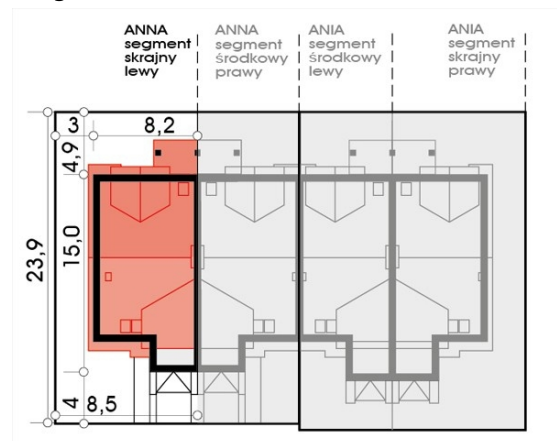 ANNA
segment
skrajny
lewy
ANNA
segment
środkowy
prawy
ANIA
segment
środkowy
lewy
ANIA
segment
skrajny
prawy
3
8,2
4,9
15,0
23,9
4
8,5